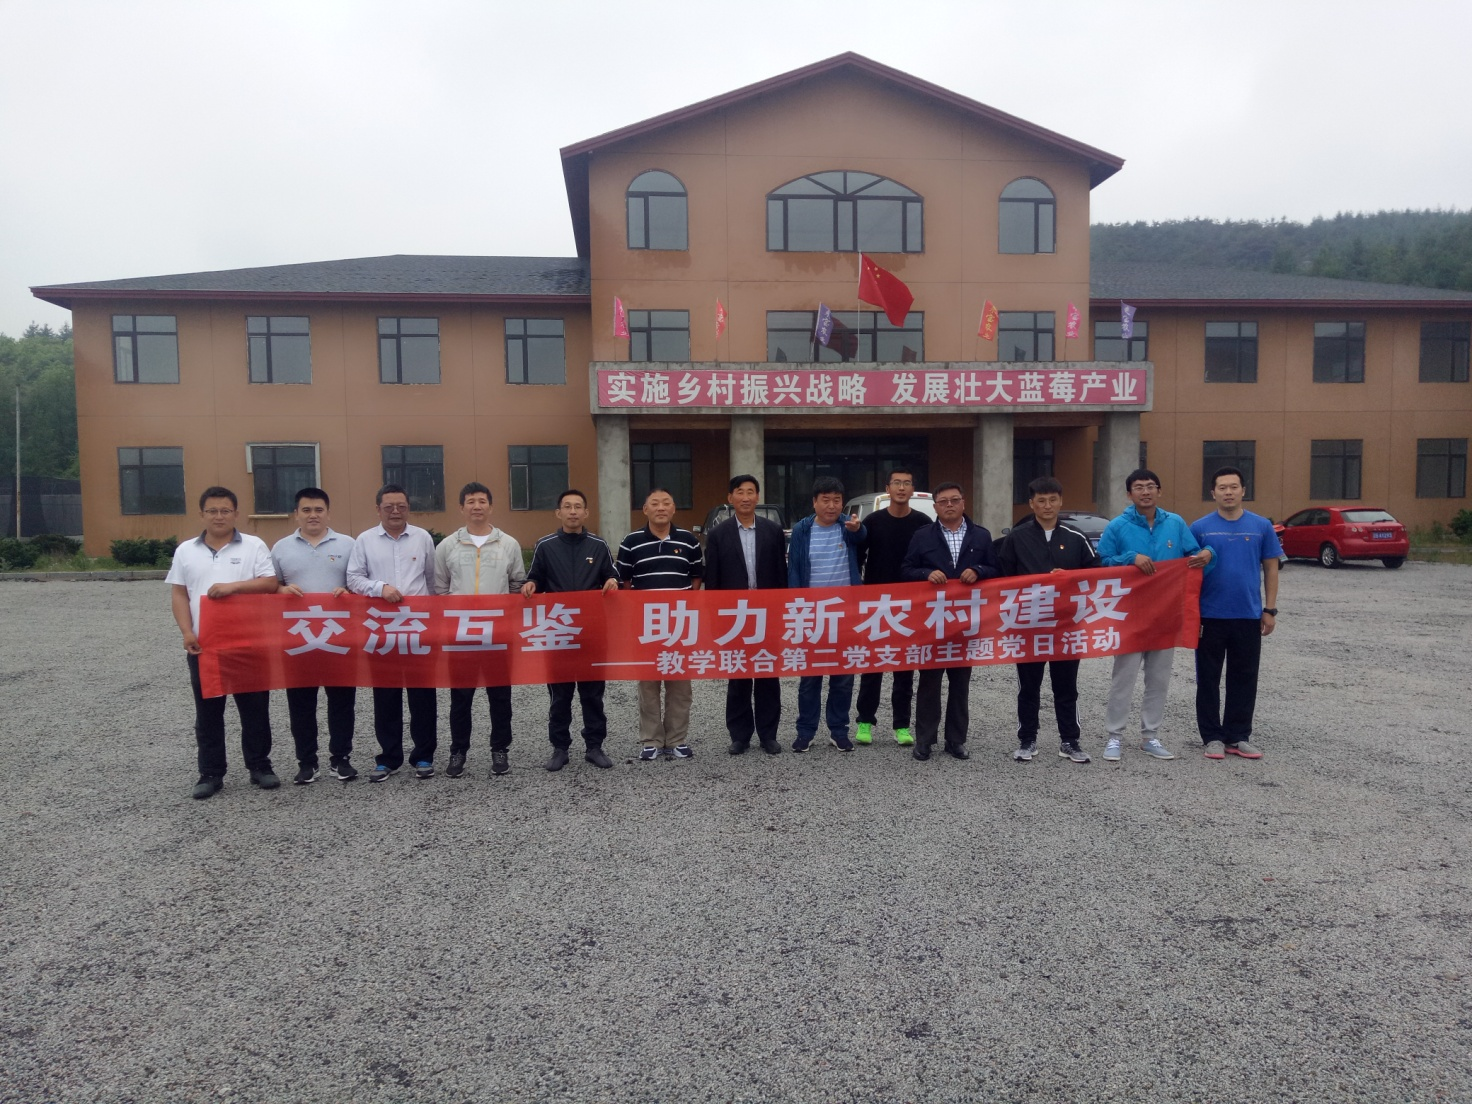 实施乡村振兴战略 发展壮大蓝莓产业
交流互鉴 助力新农村建设
——教学联合第二党支部主题党日活动